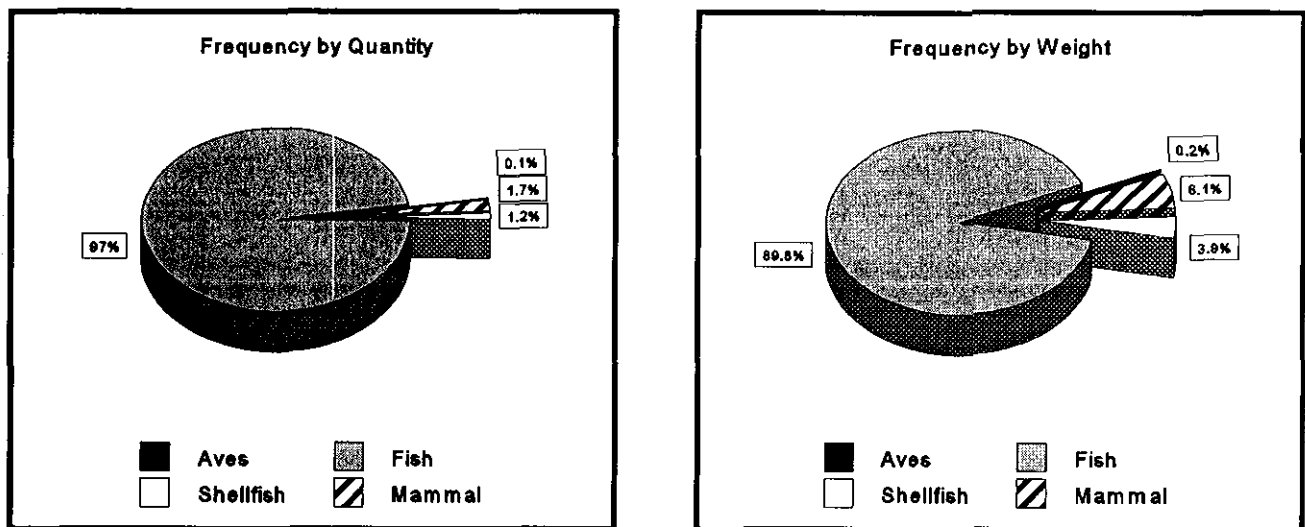 Frequency by Quantity
0.1%
1.7%
1.2%
97%
Aves
Fish
Shellfish
Mammal
Frequency by Weight
0.2%
6.1%
3.9%
89.8%
Aves
Fish
Shellfish
Mammal